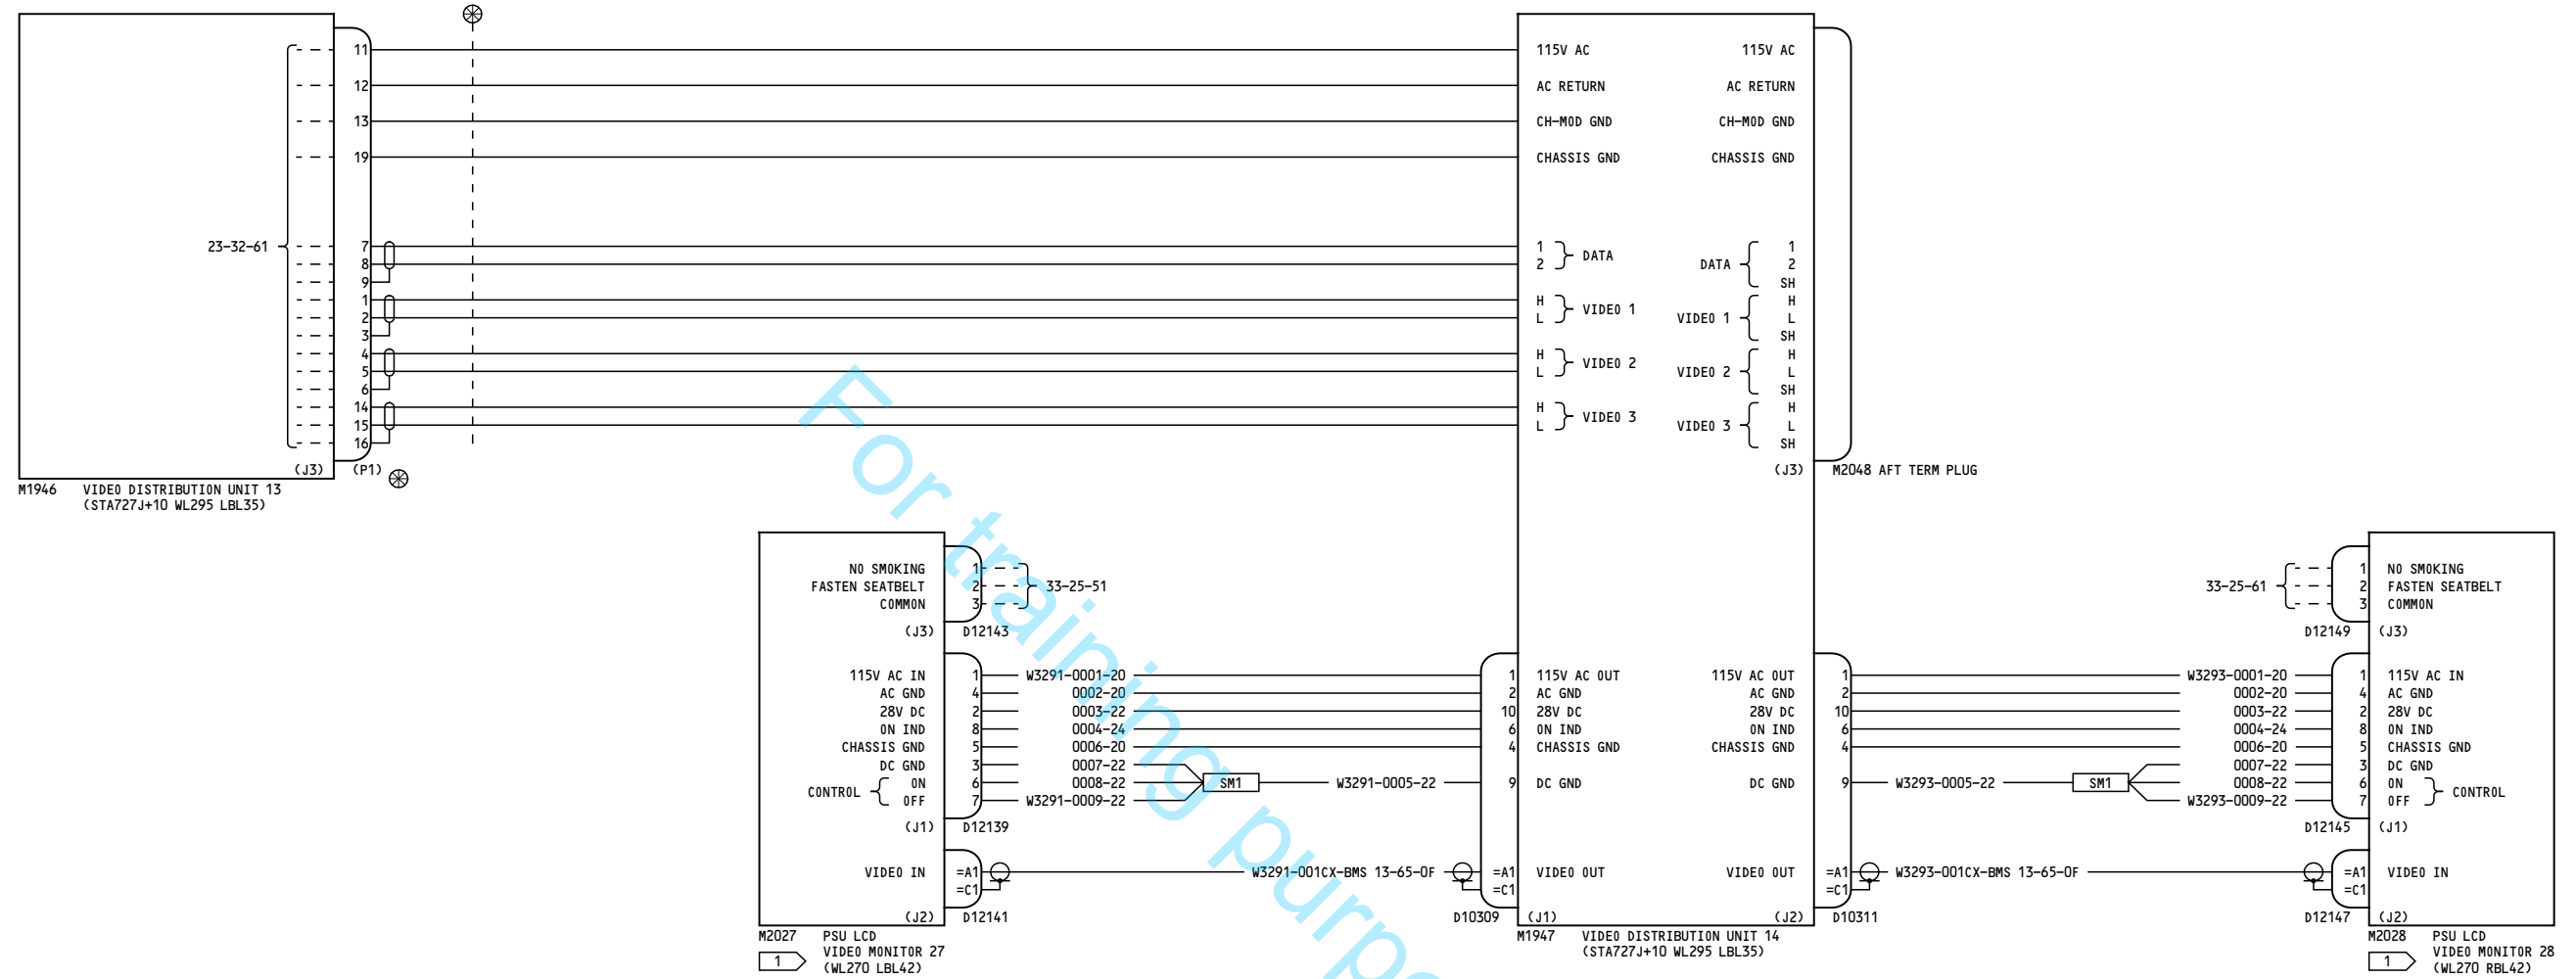 11
115V AC
115V AC
12
AC RETURN
AC RETURN
13
CH-MOD GND
CH-MOD GND
19
CHASSIS GND
CHASSIS GND
23-32-61
7
8
9
1
2
3
4
5
6
14
15
16
(J3)
(P1)
M1946 VIDEO DISTRIBUTION UNIT 13
(STA727J+10 WL295 LBL35)
1
2
DATA
H
L
VIDEO 1
H
L
VIDEO 2
H
L
VIDEO 3
DATA
1
2
SH
VIDEO 1
H
L
SH
VIDEO 2
H
L
SH
VIDEO 3
H
L
SH
(J3)
M2048 AFT TERM PLUG
NO SMOKING 1
FASTEN SEATBELT 2
COMMON 3
33-25-51
(J3) D12143
115V AC IN 1 W3291-0001-20
AC GND 4 0002-20
28V DC 2 0003-22
ON IND 8 0004-24
CHASSIS GND 5 0006-20
DC GND 3 0007-22
CONTROL ON 6 0008-22
OFF 7 W3291-0009-22
SM1
W3291-0005-22
(J1) D12139
VIDEO IN =A1
=C1
W3291-001CX-BMS 13-65-0F
(J2) D12141
M2027 PSU LCD
VIDEO MONITOR 27
(WL270 LBL42)
1
1 115V AC OUT
2 AC GND
10 28V DC
6 ON IND
4 CHASSIS GND
9 DC GND
=A1 VIDEO OUT
=C1
D10309 (J1)
115V AC OUT 1
AC GND 2
28V DC 10
ON IND 6
CHASSIS GND 4
DC GND 9
VIDEO OUT =A1
=C1
(J2) D10311
M1947 VIDEO DISTRIBUTION UNIT 14
(STA727J+10 WL295 LBL35)
W3293-0005-22
SM1
W3293-001CX-BMS 13-65-0F
33-25-61
1 NO SMOKING
2 FASTEN SEATBELT
3 COMMON
D12149 (J3)
W3293-0001-20 1 115V AC IN
0002-20 4 AC GND
0003-22 2 28V DC
0004-24 8 ON IND
0006-20 5 CHASSIS GND
0007-22 3 DC GND
0008-22 6 ON
W3293-0009-22 7 OFF
CONTROL
D12145 (J1)
=A1 VIDEO IN
=C1
D12147 (J2)
M2028 PSU LCD
VIDEO MONITOR 28
(WL270 RBL42)
1
For training purpo